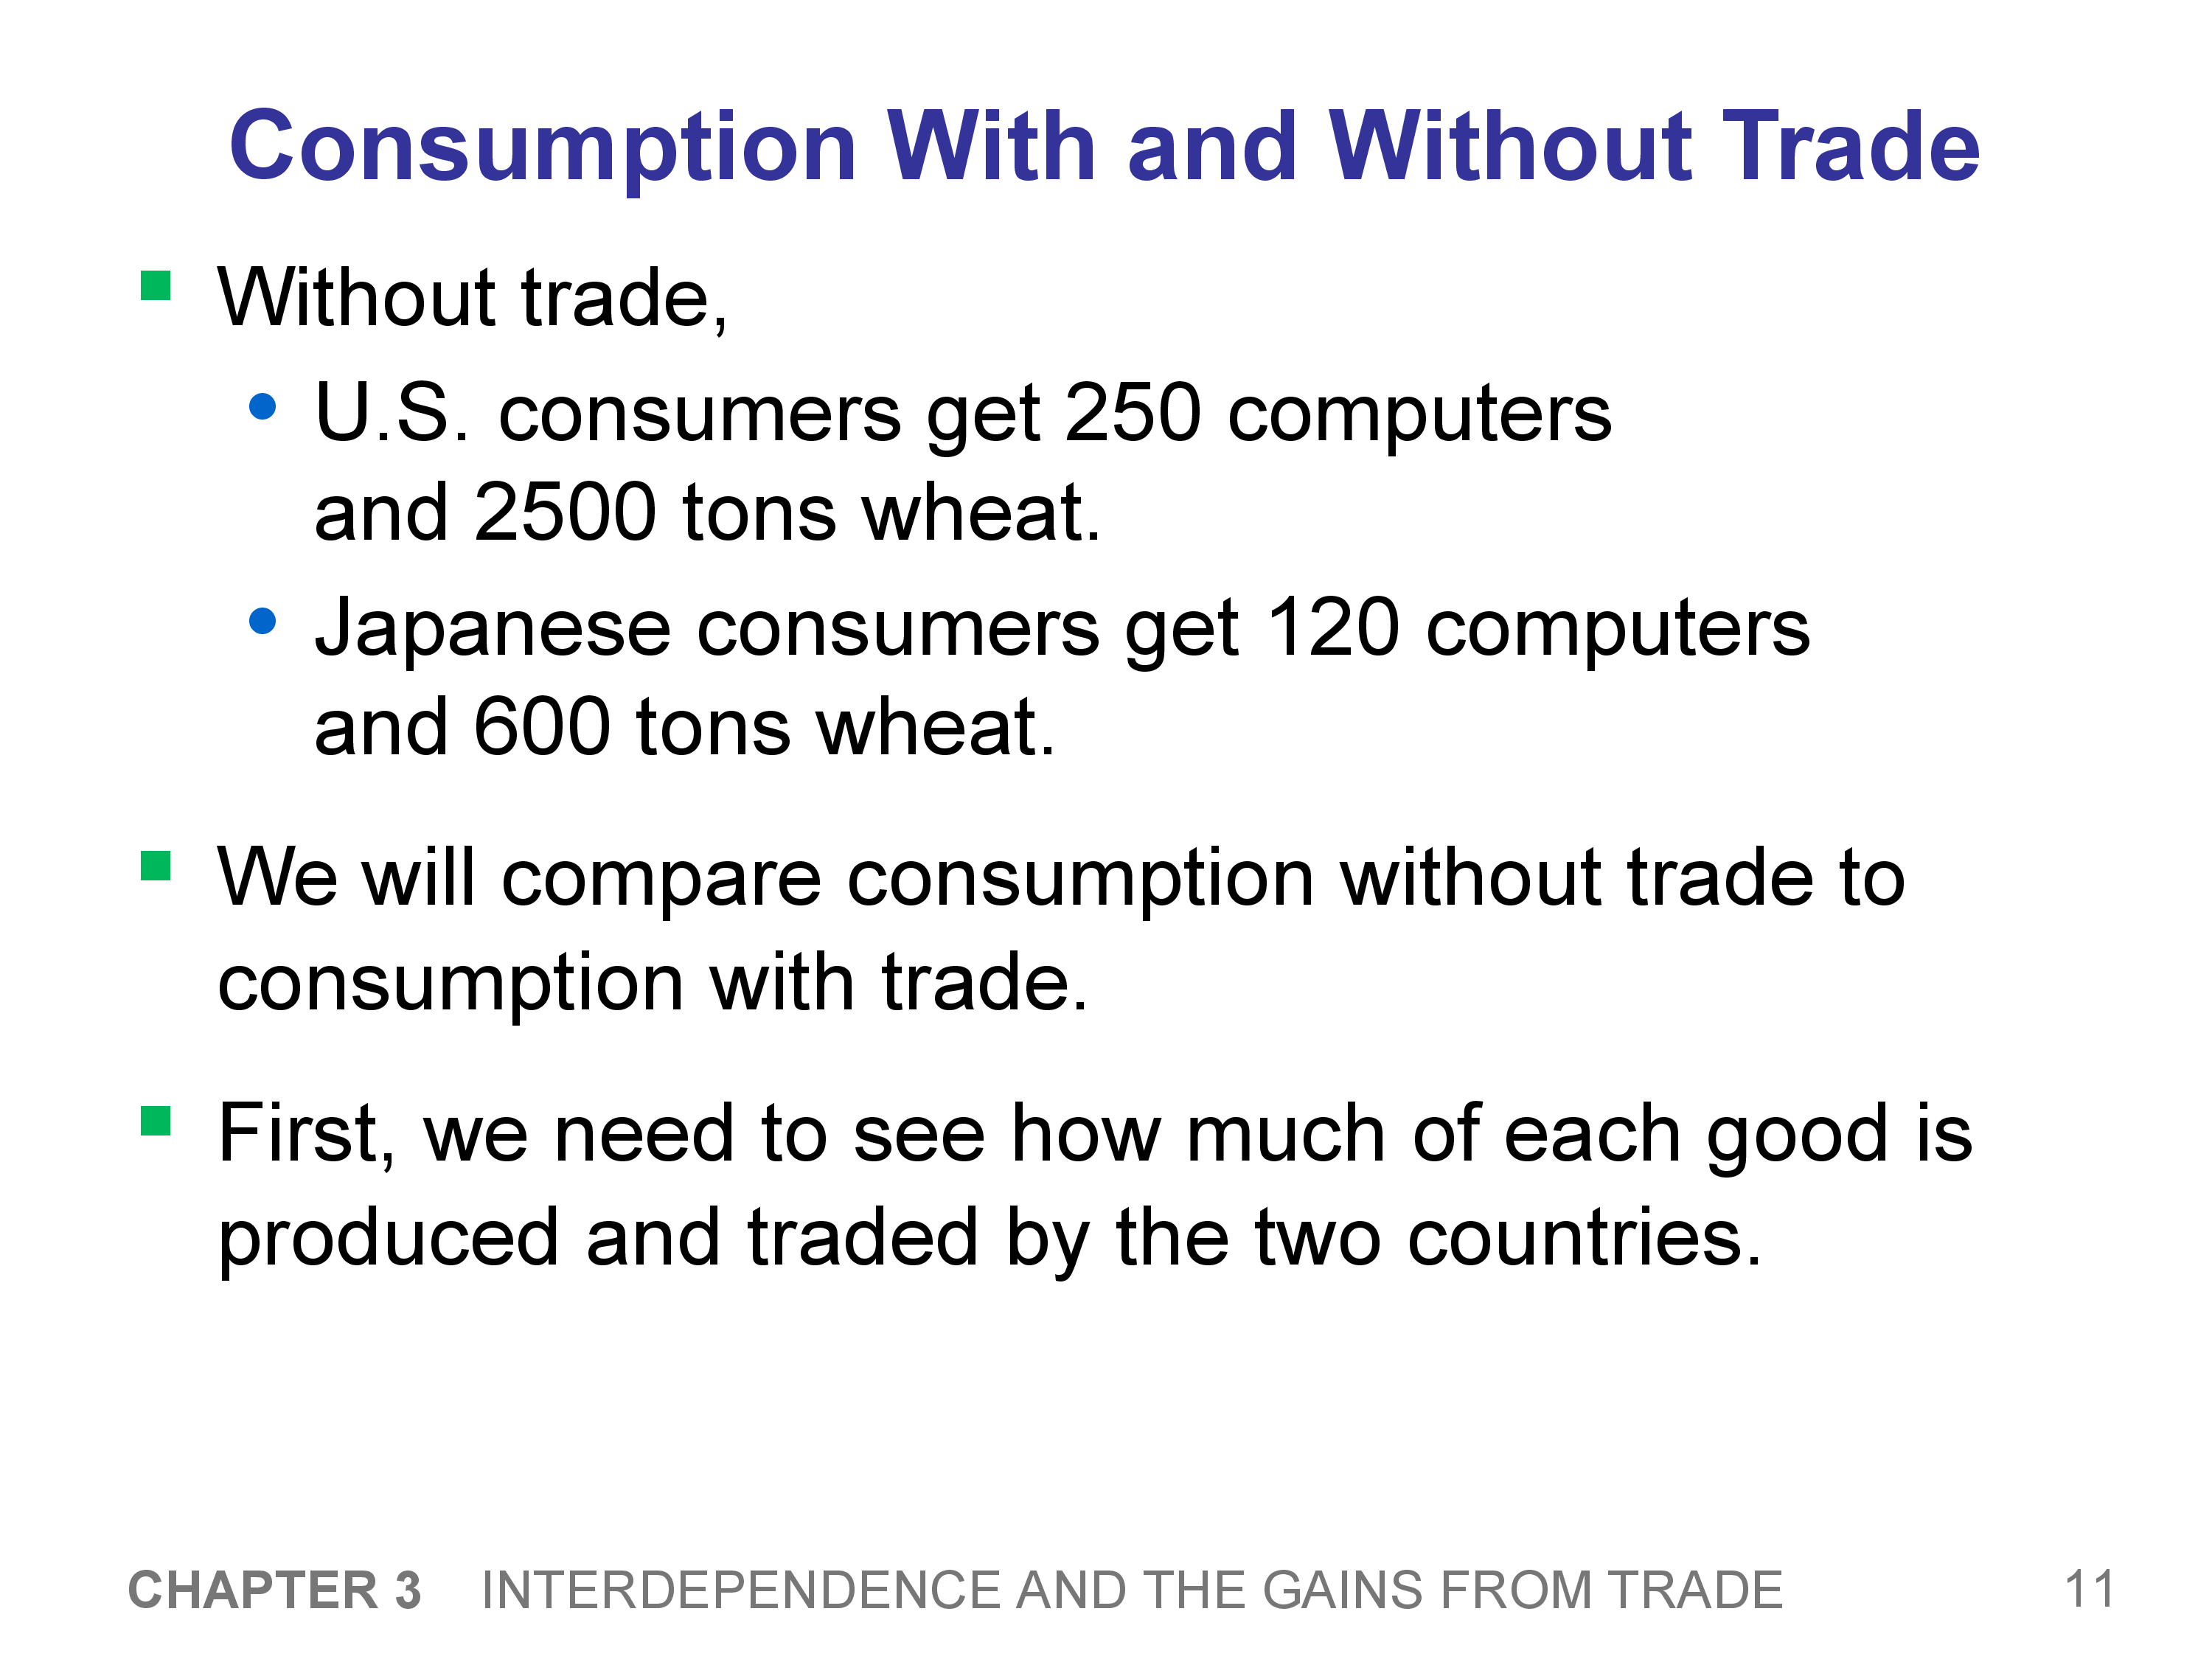 Consumption With and Without Trade
Without trade,
U.S. consumers get 250 computers
and 2500 tons wheat.
Japanese consumers get 120 computers
and 600 tons wheat.
We will compare consumption without trade to
consumption with trade.
First, we need to see how much of each good is
produced and traded by the two countries.
CHAPTER 3 INTERDEPENDENCE AND THE GAINS FROM TRADE 11